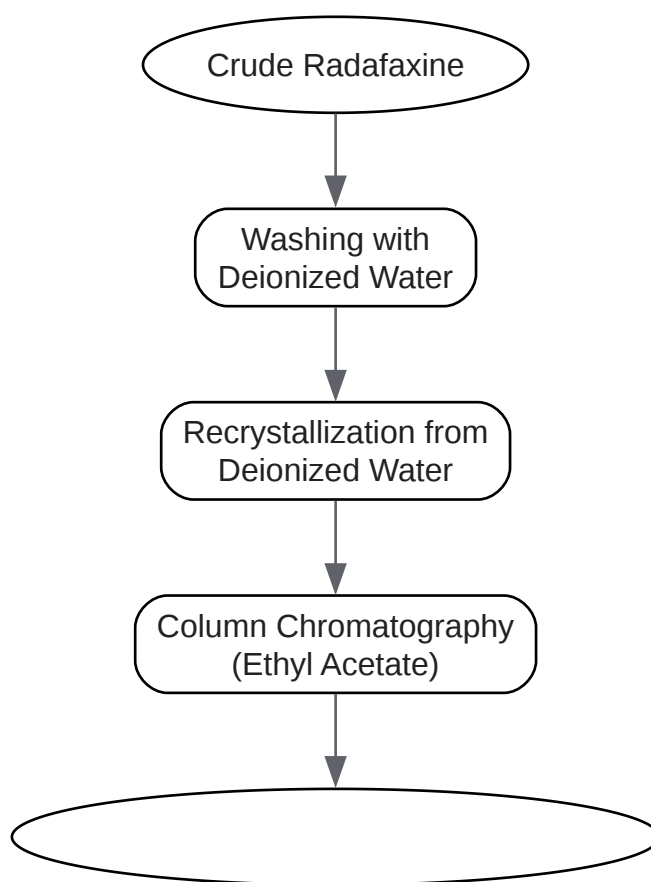 Crude Radafaxine
Washing with
Deionized Water
Recrystallization from
Deionized Water
Column Chromatography
(Ethyl Acetate)